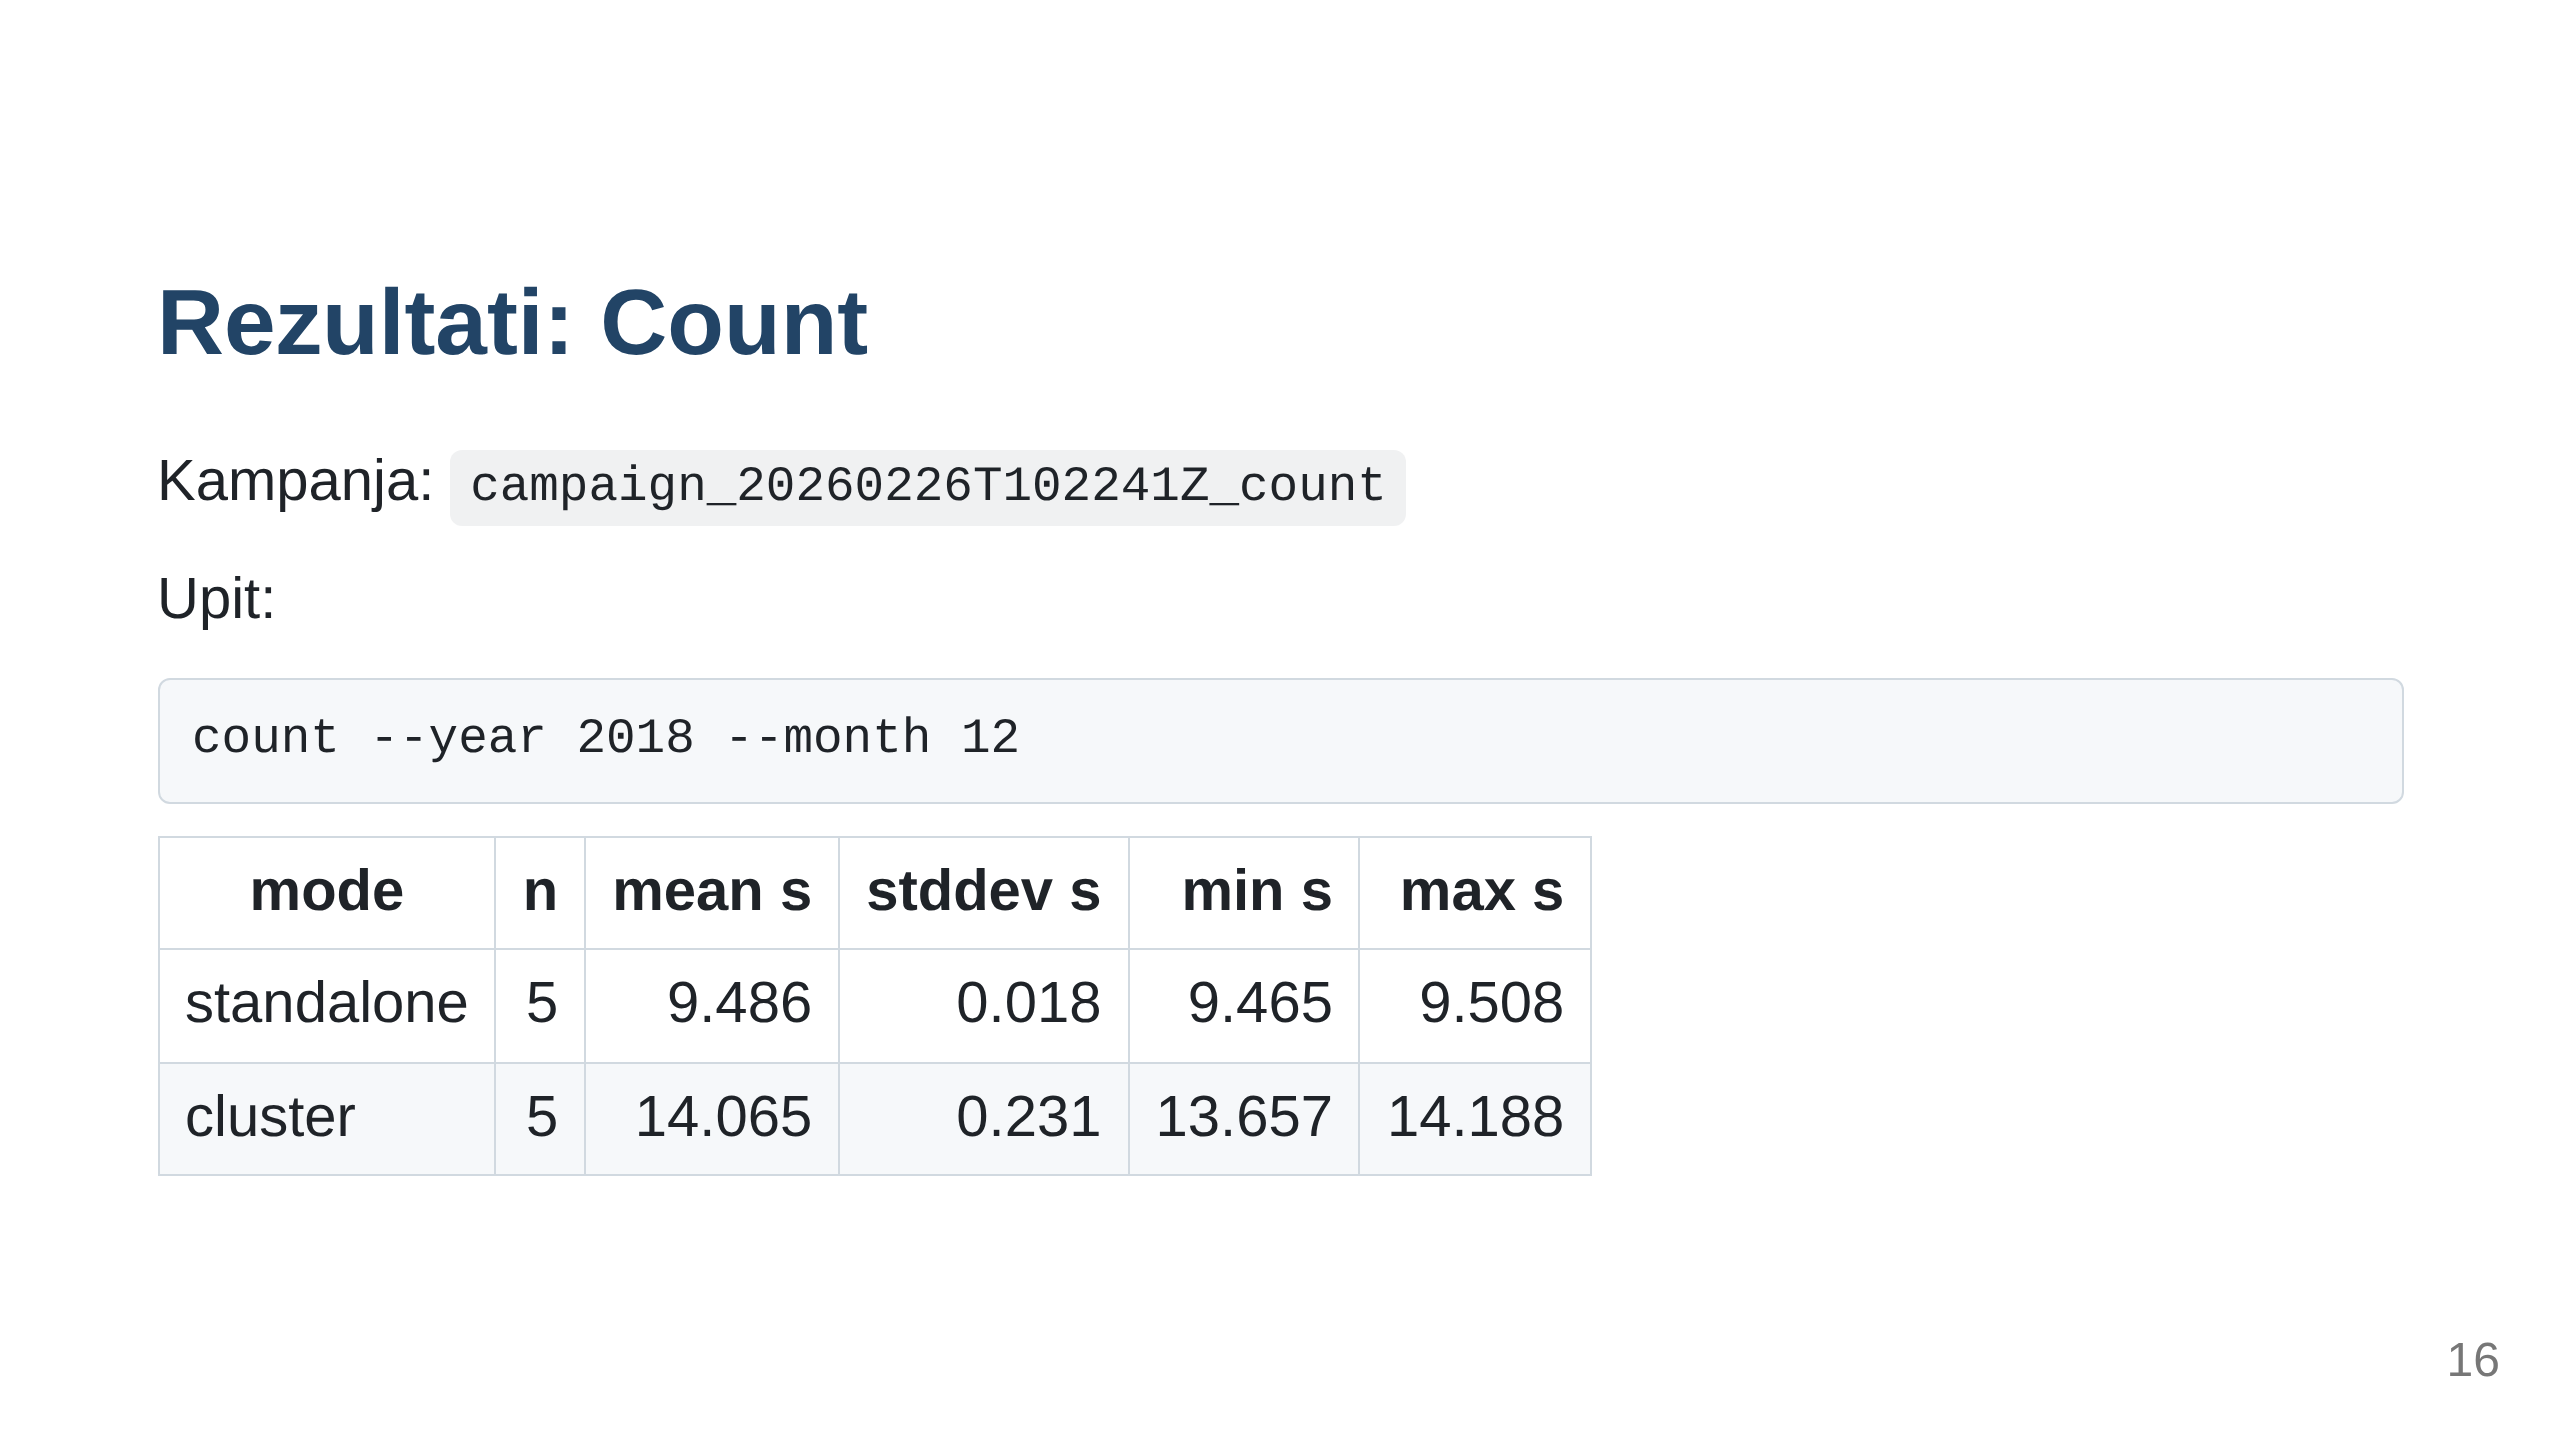 Rezultati: Count
Kampanja: campaign_20260226T102241Z_count
Upit:
count --year 2018 --month 12
mode n mean s stddev s min s max s
standalone 5 9.486 0.018 9.465 9.508
cluster 5 14.065 0.231 13.657 14.188
16